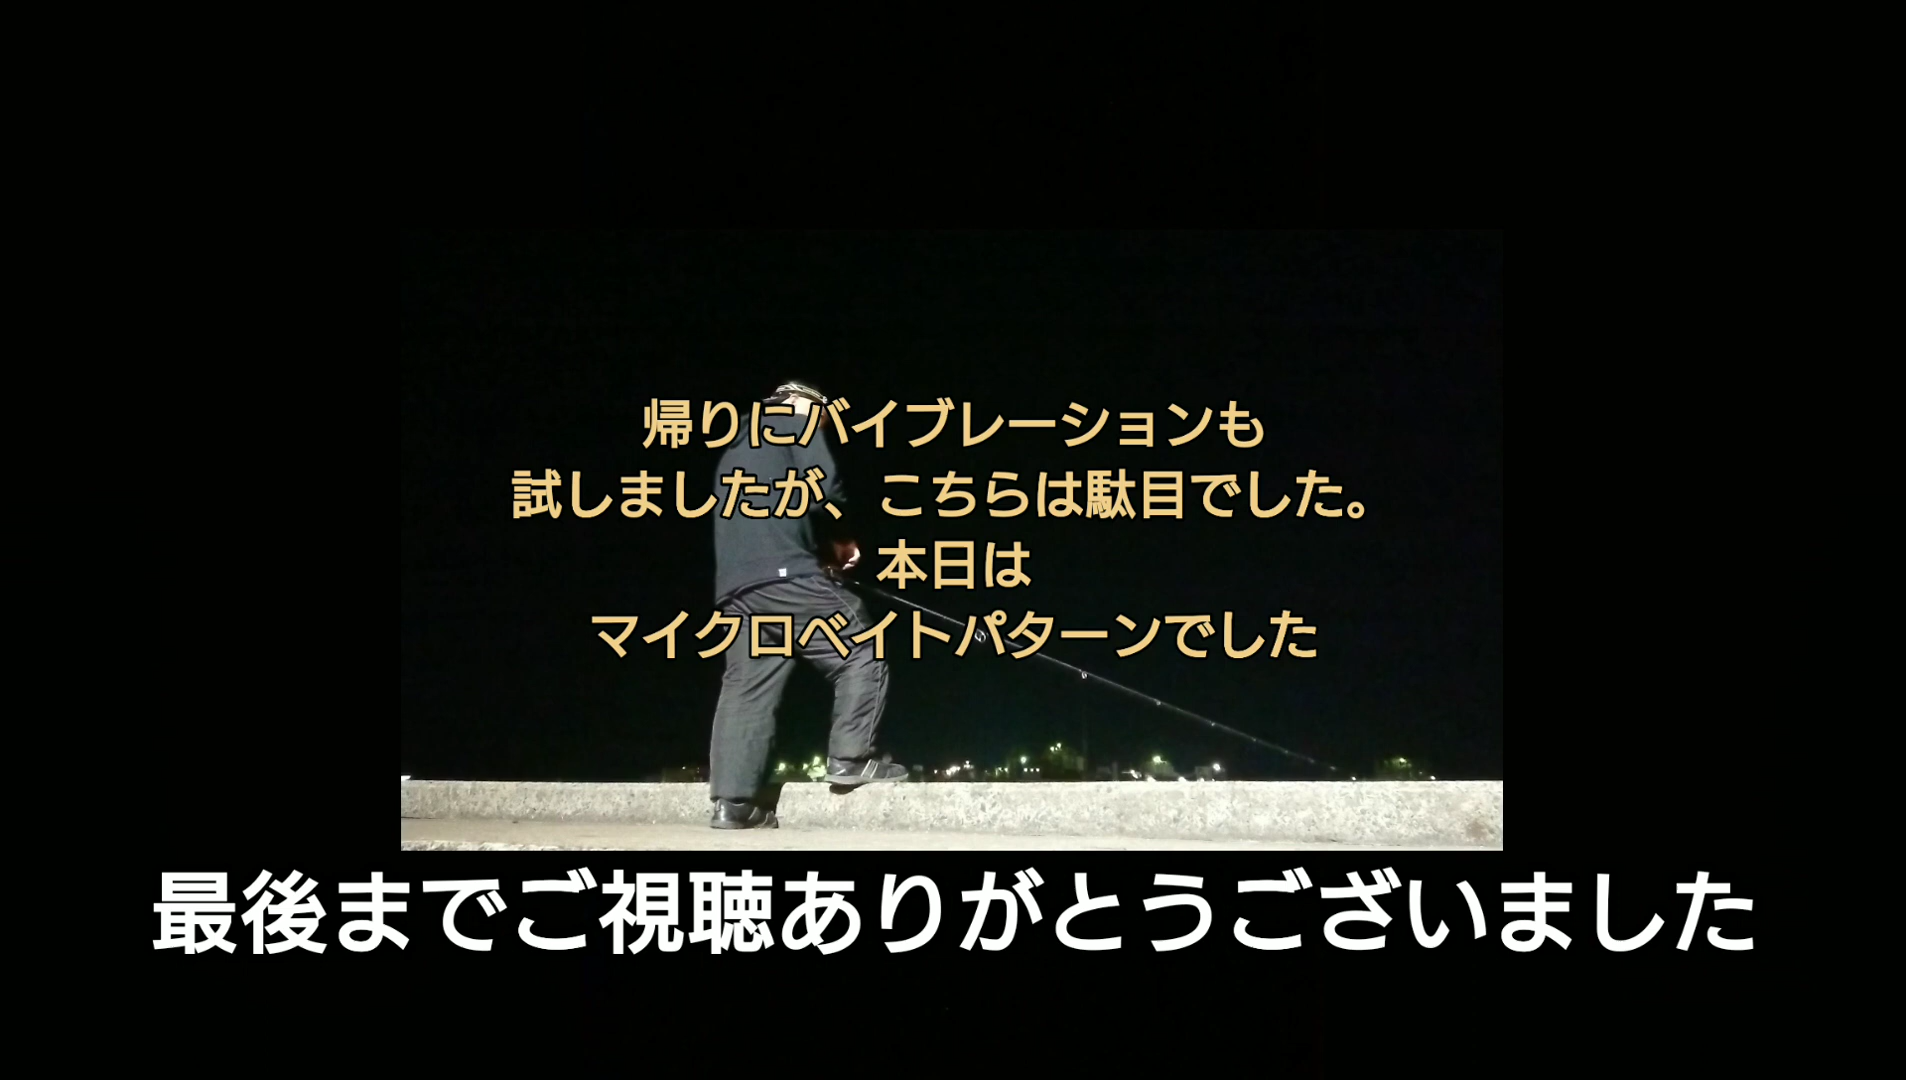 帰りにバイブレーションも
試しましたが、こちらは駄目でした。
本日は
マイクロベイトパターンでした
最後までご視聴ありがとうございました